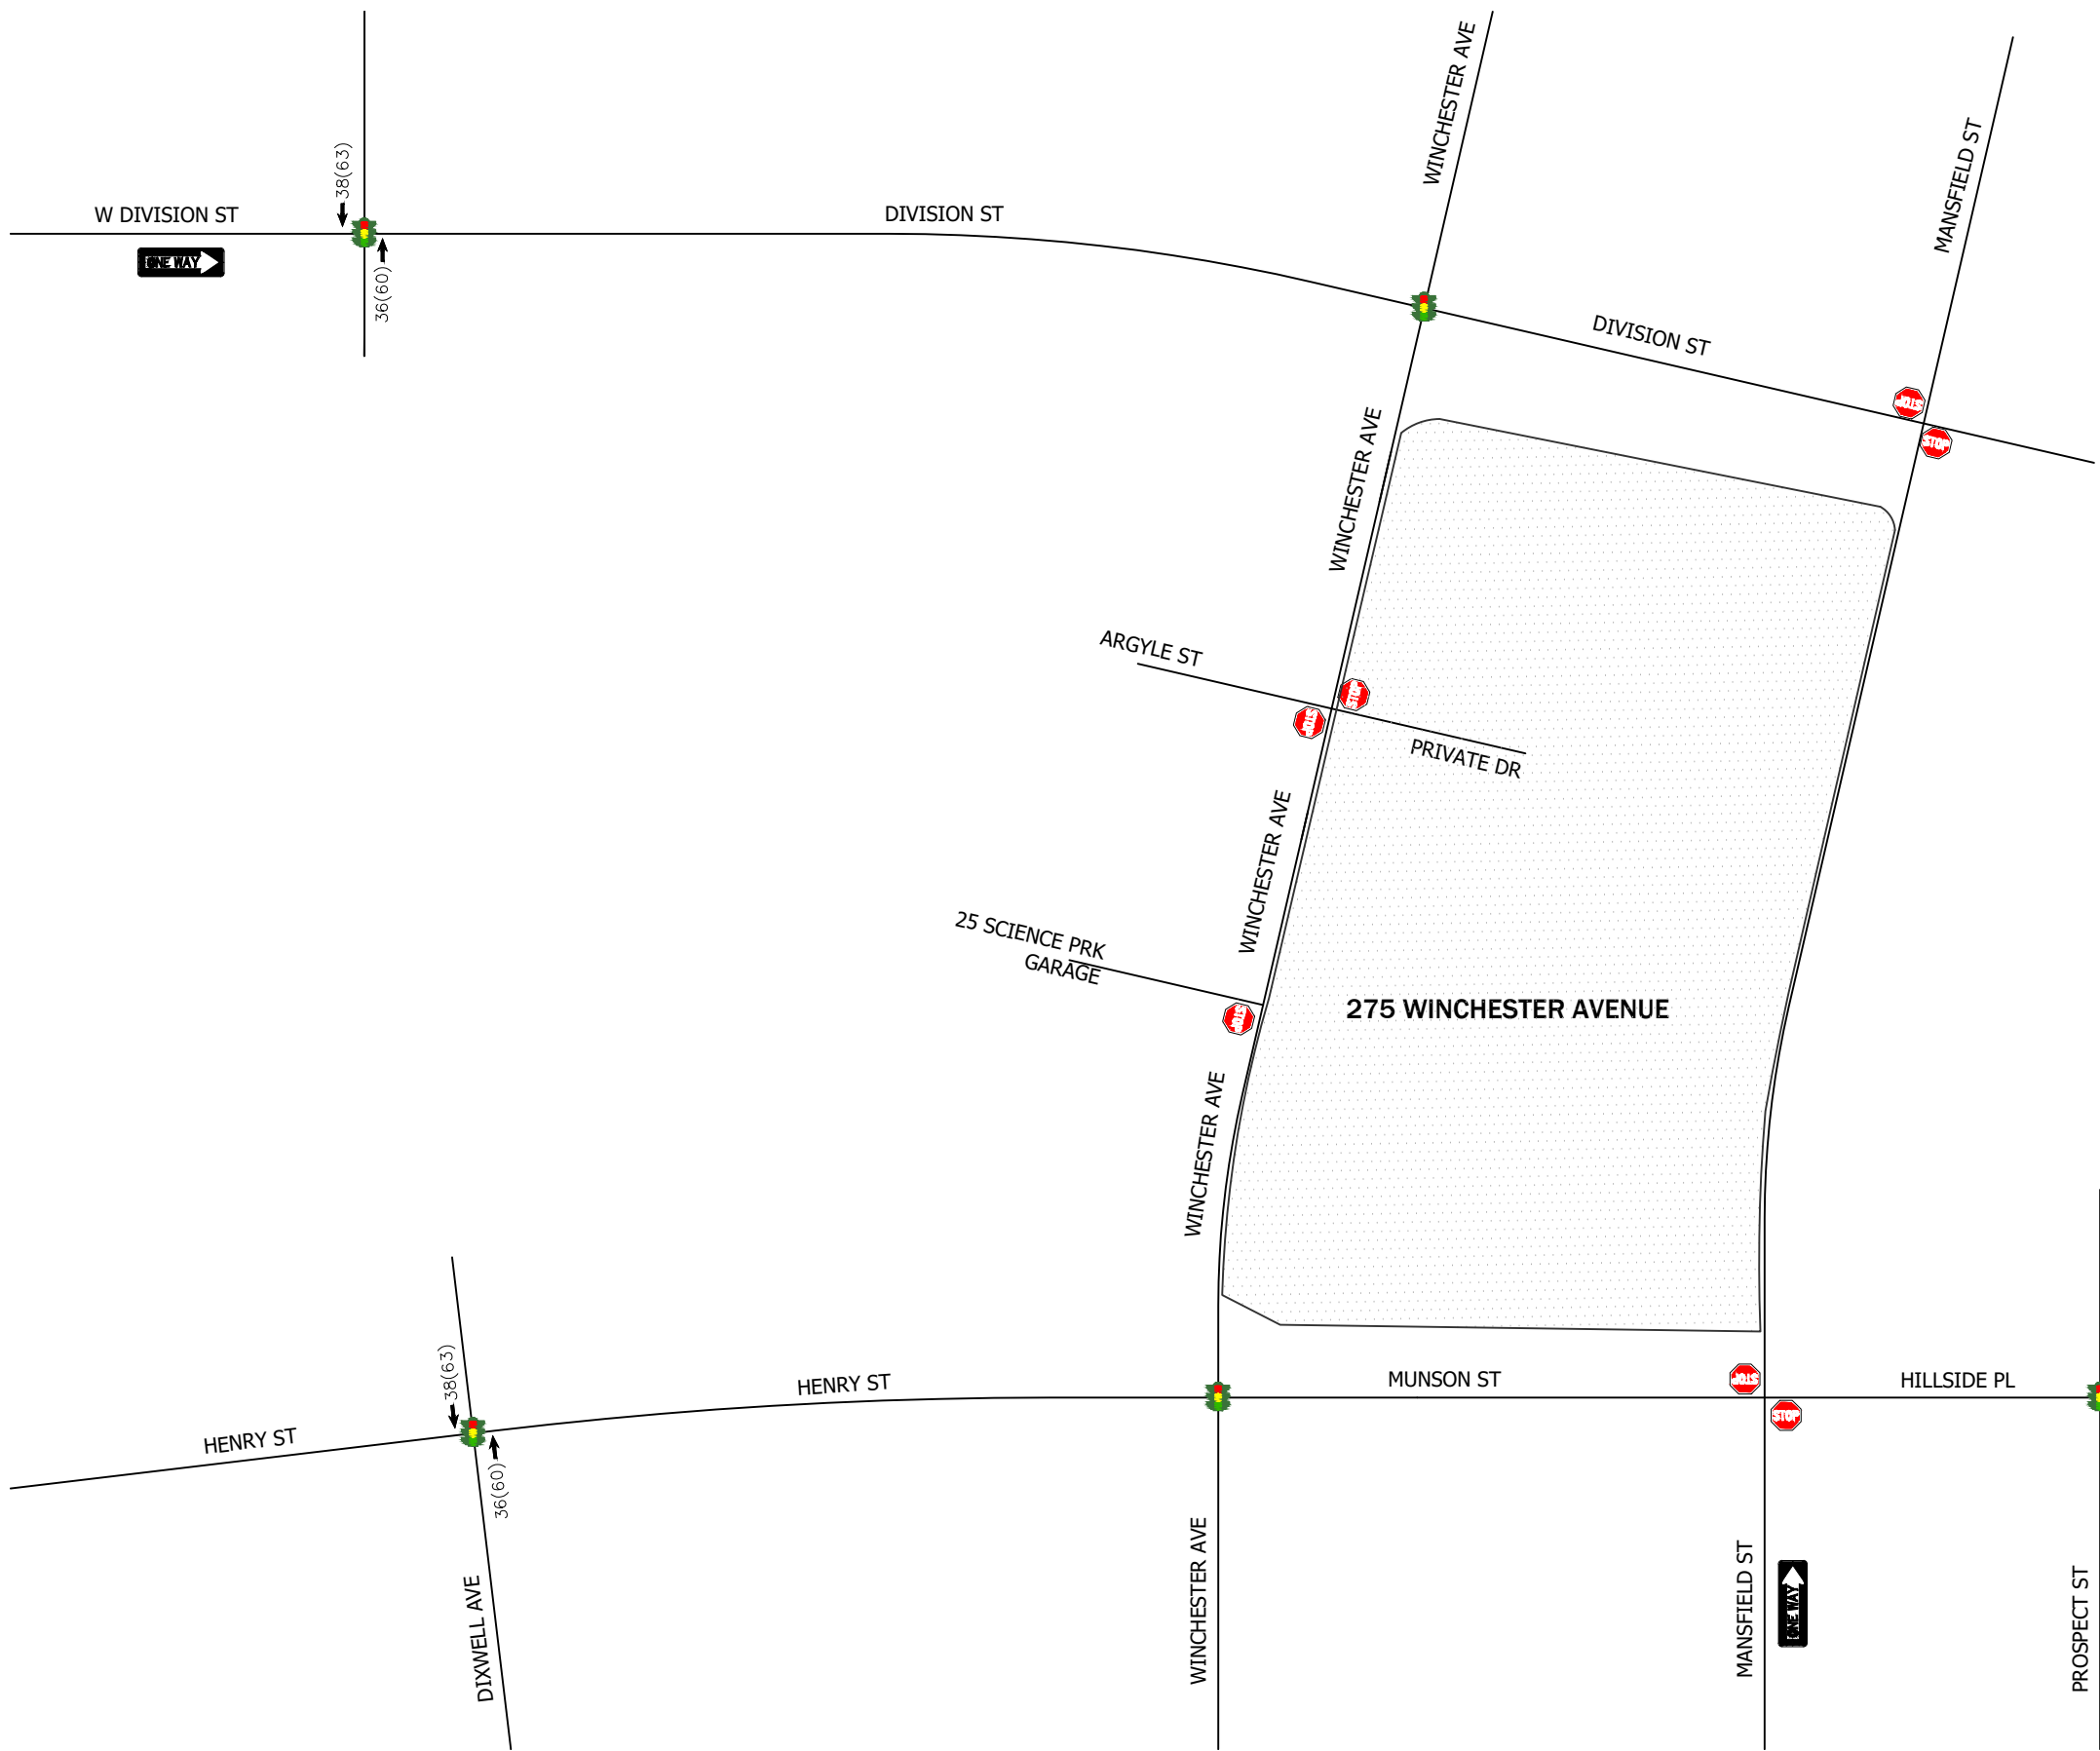 WINCHESTER AVE
MANSFIELD ST
38(63)
W DIVISION ST
DIVISION ST
ONE WAY
36(60)
DIVISION ST
STOP
STOP
WINCHESTER AVE
ARGYLE ST
STOP
STOP
PRIVATE DR
WINCHESTER AVE
25 SCIENCE PRK
GARAGE
STOP
275 WINCHESTER AVENUE
WINCHESTER AVE
38(63)
HENRY ST
MUNSON ST
STOP
HILLSIDE PL
STOP
HENRY ST
36(60)
DIXWELL AVE
WINCHESTER AVE
MANSFIELD ST
ONE WAY
PROSPECT ST